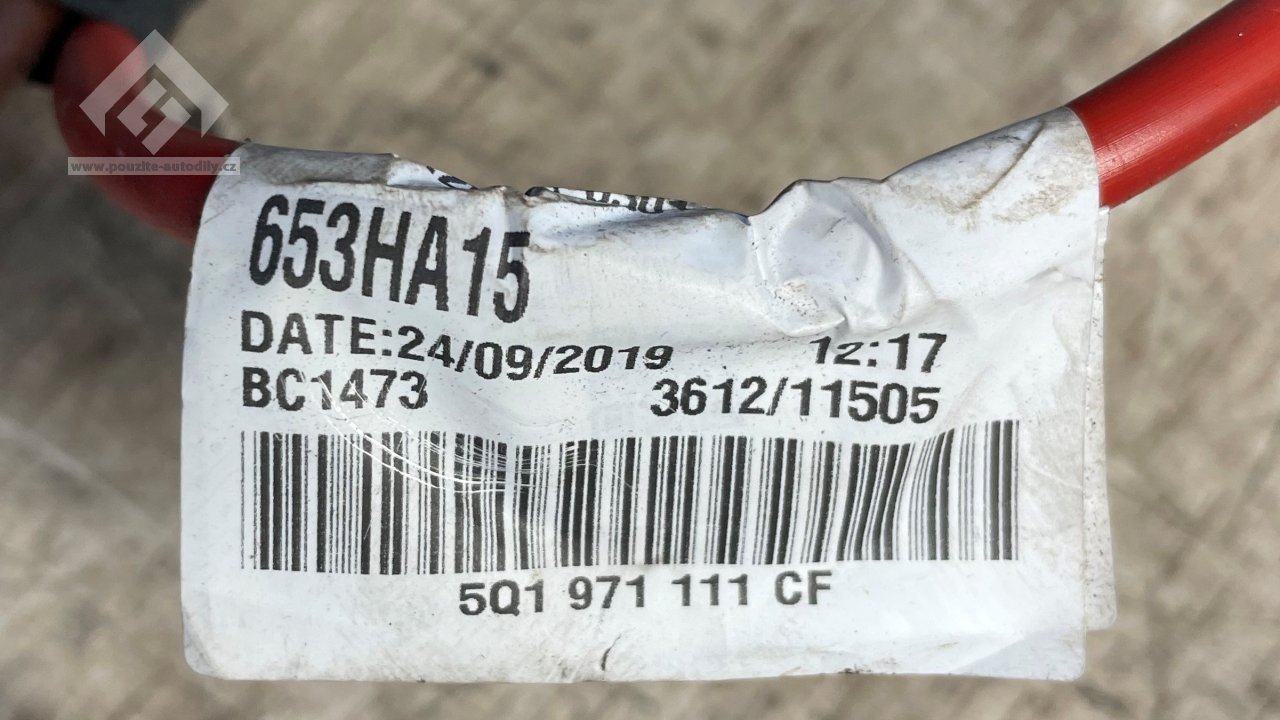 www.pouzite-autodily.cz
653HA15
DATE:24/09/2019 12:17
BC1473 3612/11505
5Q1 971 111 CF